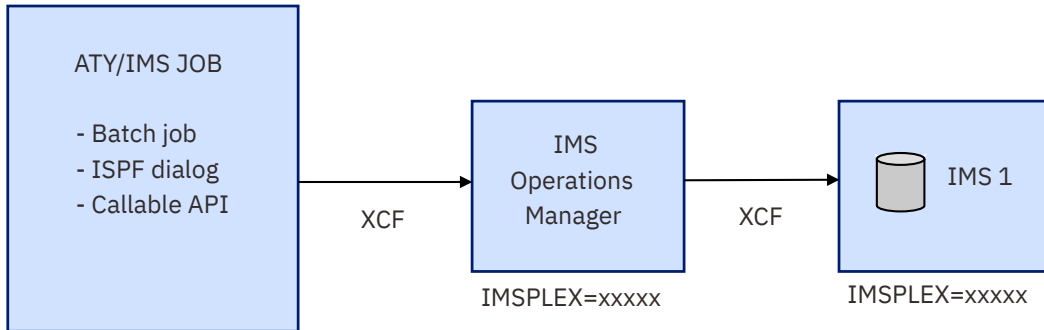 ATY/IMS JOB
- Batch job
- ISPF dialog
- Callable API
XCF
IMS
Operations
Manager
IMSPLEX=xxxxx
XCF
IMS 1
IMSPLEX=xxxxx